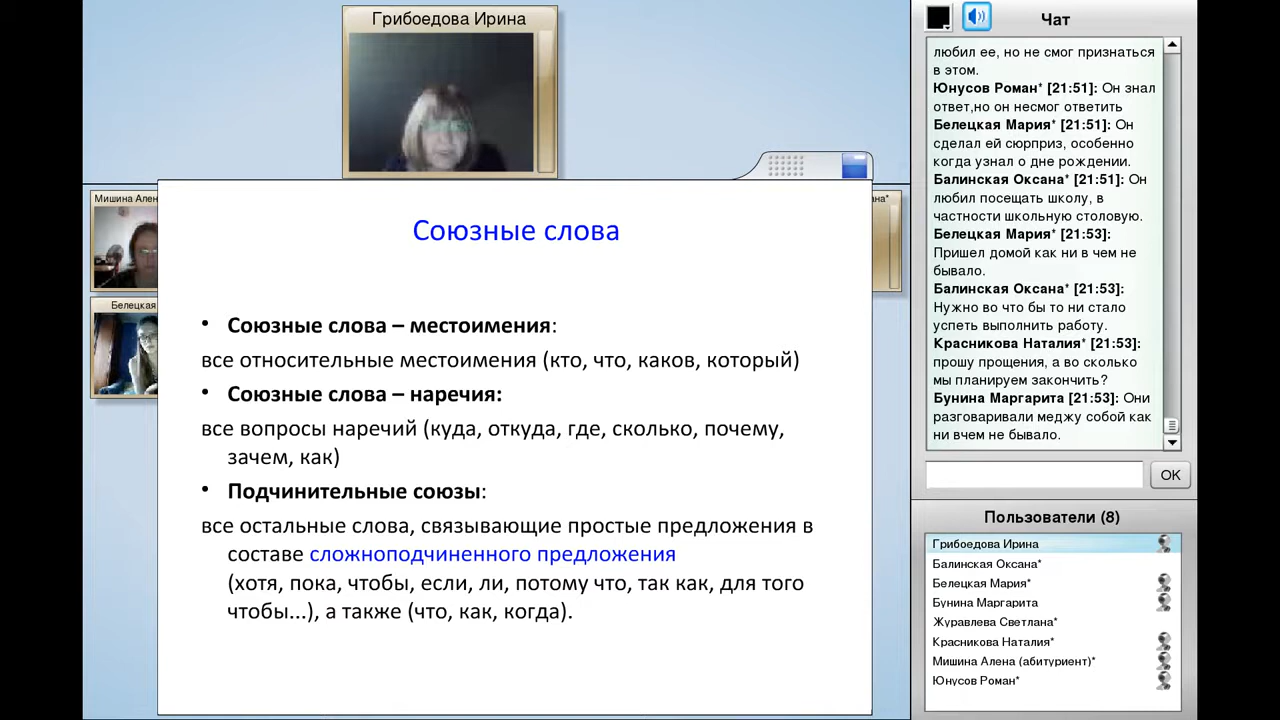 Грибоедова Ирина
Мишина Ален
ана*
Белецкая
Союзные слова
• Союзные слова – местоимения:
все относительные местоимения (кто, что, каков, который)
• Союзные слова – наречия:
все вопросы наречий (куда, откуда, где, сколько, почему,
зачем, как)
• Подчинительные союзы:
все остальные слова, связывающие простые предложения в
составе сложноподчиненного предложения
(хотя, пока, чтобы, если, ли, потому что, так как, для того
чтобы...), а также (что, как, когда).
Чат
любил ее, но не смог признаться
в этом.
Юнусов Роман* [21:51]: Он знал
ответ,но он несмог ответить
Белецкая Мария* [21:51]: Он
сделал ей сюрприз, особенно
когда узнал о дне рождении.
Балинская Оксана* [21:51]: Он
любил посещать школу, в
частности школьную столовую.
Белецкая Мария* [21:53]:
Пришел домой как ни в чем не
бывало.
Балинская Оксана* [21:53]:
Нужно во что бы то ни стало
успеть выполнить работу.
Красникова Наталия* [21:53]:
прошу прощения, а во сколько
мы планируем закончить?
Бунина Маргарита [21:53]: Они
разговаривали меджу собой как
ни вчем не бывало.
OK
Пользователи (8)
Грибоедова Ирина
Балинская Оксана*
Белецкая Мария*
Бунина Маргарита
Журавлева Светлана*
Красникова Наталия*
Мишина Алена (абитуриент)*
Юнусов Роман*